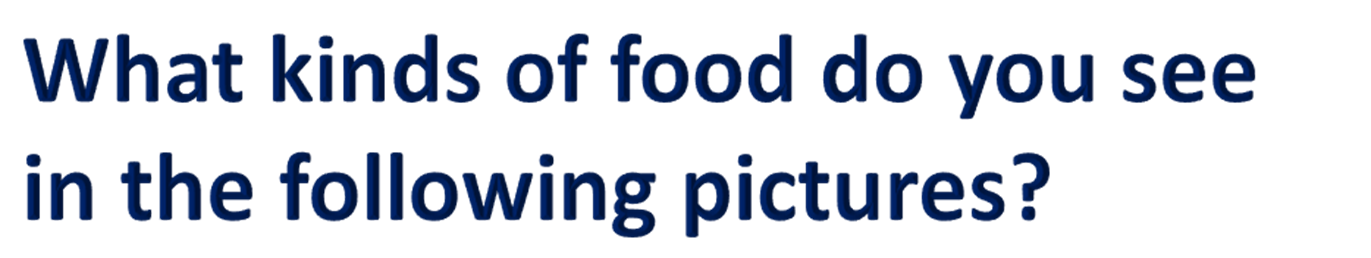 What kinds of food do you see
in the following pictures?